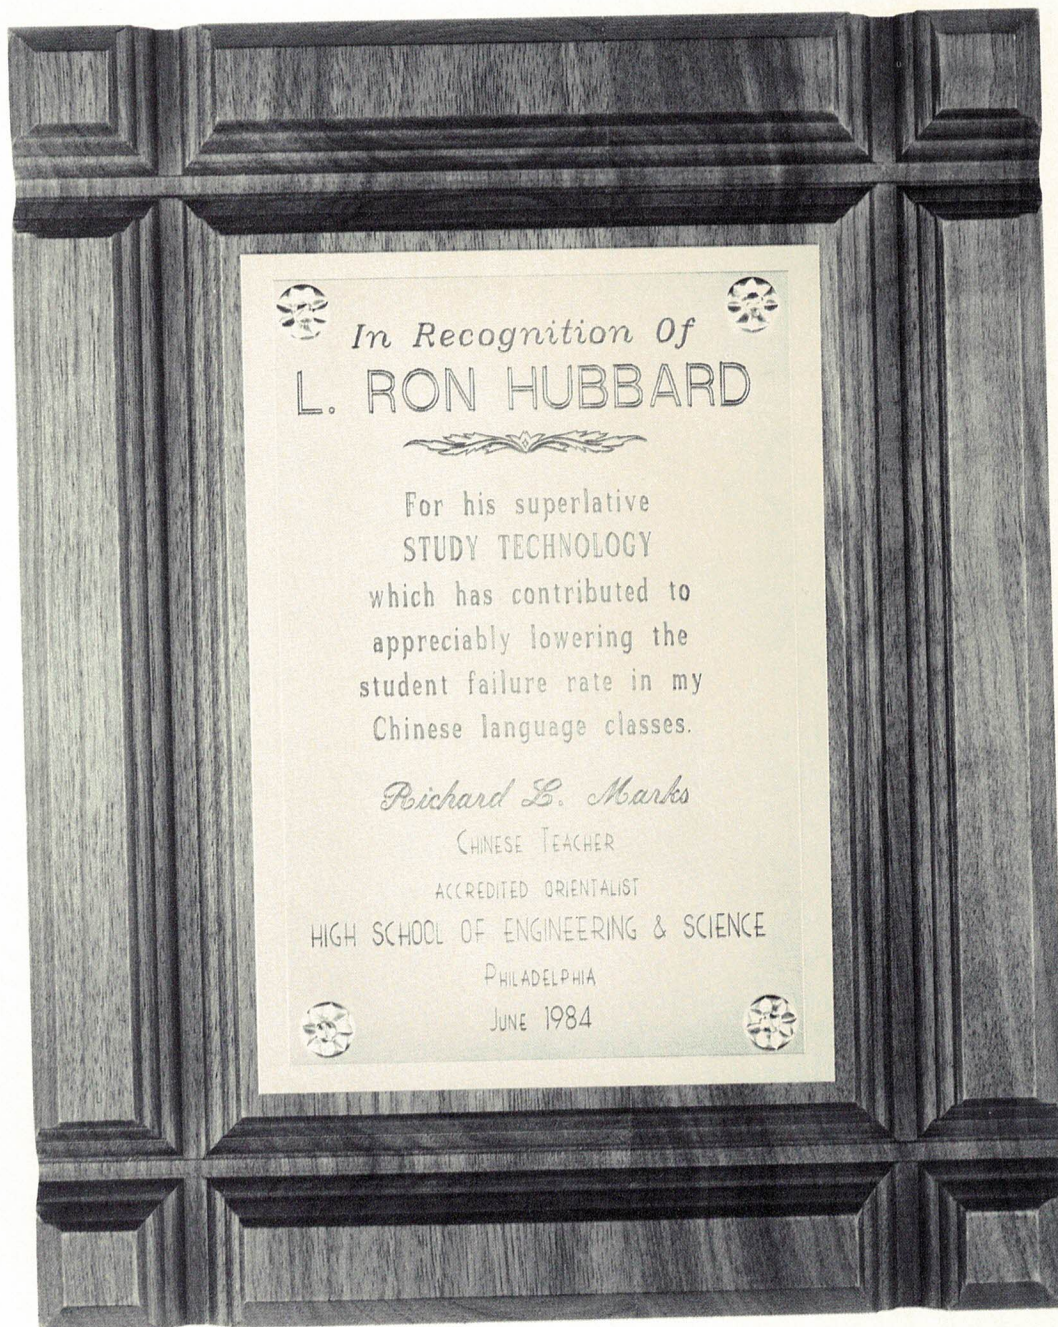 In Recognition Of
L. RON HUBBARD
For his superlative
STUDY TECHNOLOGY
which has contributed to
appreciably lowering the
student failure rate in my
Chinese language classes.
Richard L. Marks
CHINESE TEACHER
ACCREDITED ORIENTALIST
HIGH SCHOOL OF ENGINEERING & SCIENCE
PHILADELPHIA
JUNE 1984